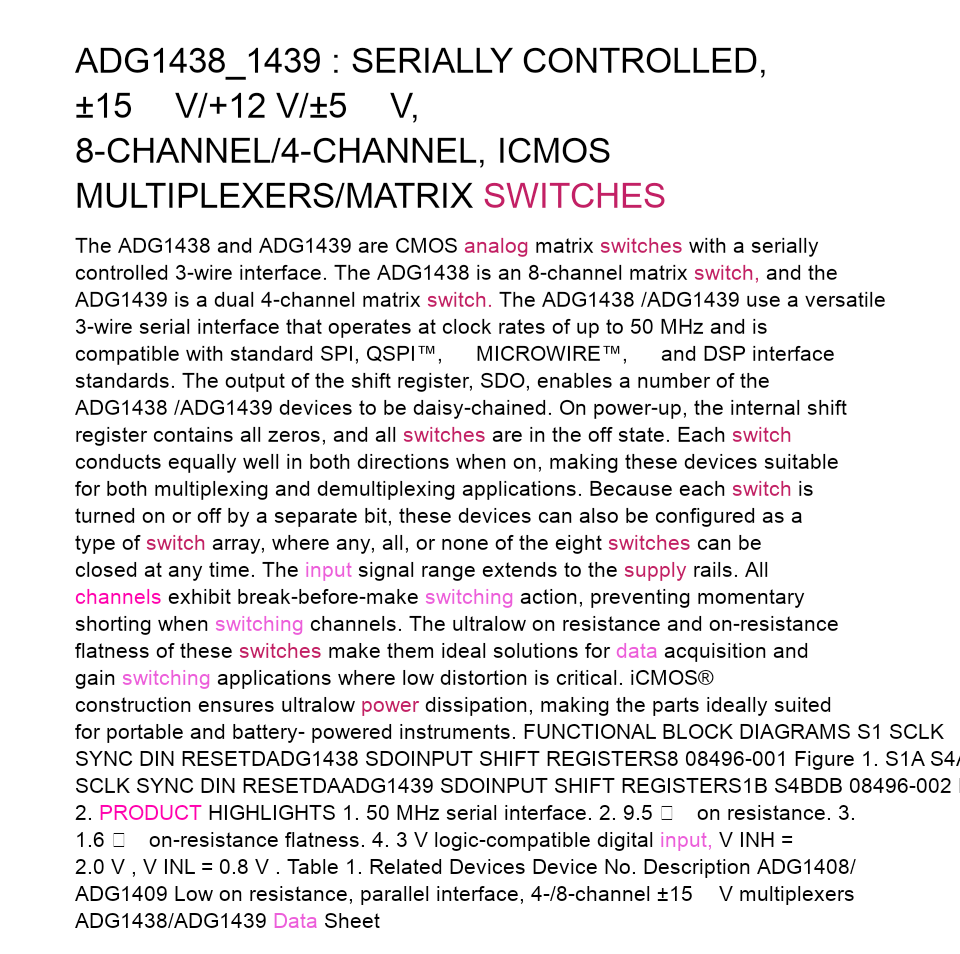 ADG1438_1439 : SERIALLY CONTROLLED,
±15 V/+12 V/±5 V,
8-CHANNEL/4-CHANNEL, ICMOS
MULTIPLEXERS/MATRIX SWITCHES
The ADG1438 and ADG1439 are CMOS analog matrix switches with a serially
controlled 3-wire interface. The ADG1438 is an 8-channel matrix switch, and the
ADG1439 is a dual 4-channel matrix switch. The ADG1438 /ADG1439 use a versatile
3-wire serial interface that operates at clock rates of up to 50 MHz and is
compatible with standard SPI, QSPI™, MICROWIRE™, and DSP interface
standards. The output of the shift register, SDO, enables a number of the
ADG1438 /ADG1439 devices to be daisy-chained. On power-up, the internal shift
register contains all zeros, and all switches are in the off state. Each switch
conducts equally well in both directions when on, making these devices suitable
for both multiplexing and demultiplexing applications. Because each switch is
turned on or off by a separate bit, these devices can also be configured as a
type of switch array, where any, all, or none of the eight switches can be
closed at any time. The input signal range extends to the supply rails. All
channels exhibit break-before-make switching action, preventing momentary
shorting when switching channels. The ultralow on resistance and on-resistance
flatness of these switches make them ideal solutions for data acquisition and
gain switching applications where low distortion is critical. iCMOS®
construction ensures ultralow power dissipation, making the parts ideally suited
for portable and battery- powered instruments. FUNCTIONAL BLOCK DIAGRAMS S1 SCLK
SYNC DIN RESETDADG1438 SDOINPUT SHIFT REGISTERS8 08496-001 Figure 1. S1A
SCLK SYNC DIN RESETDAADG1439 SDOINPUT SHIFT REGISTERS1B S4BDB 08496-002
2. PRODUCT HIGHLIGHTS 1. 50 MHz serial interface. 2. 9.5 on resistance. 3.
1.6 on-resistance flatness. 4. 3 V logic-compatible digital input, V INH =
2.0 V , V INL = 0.8 V . Table 1. Related Devices Device No. Description ADG1408/
ADG1409 Low on resistance, parallel interface, 4-/8-channel ±15 V multiplexers
ADG1438/ADG1439 Data Sheet